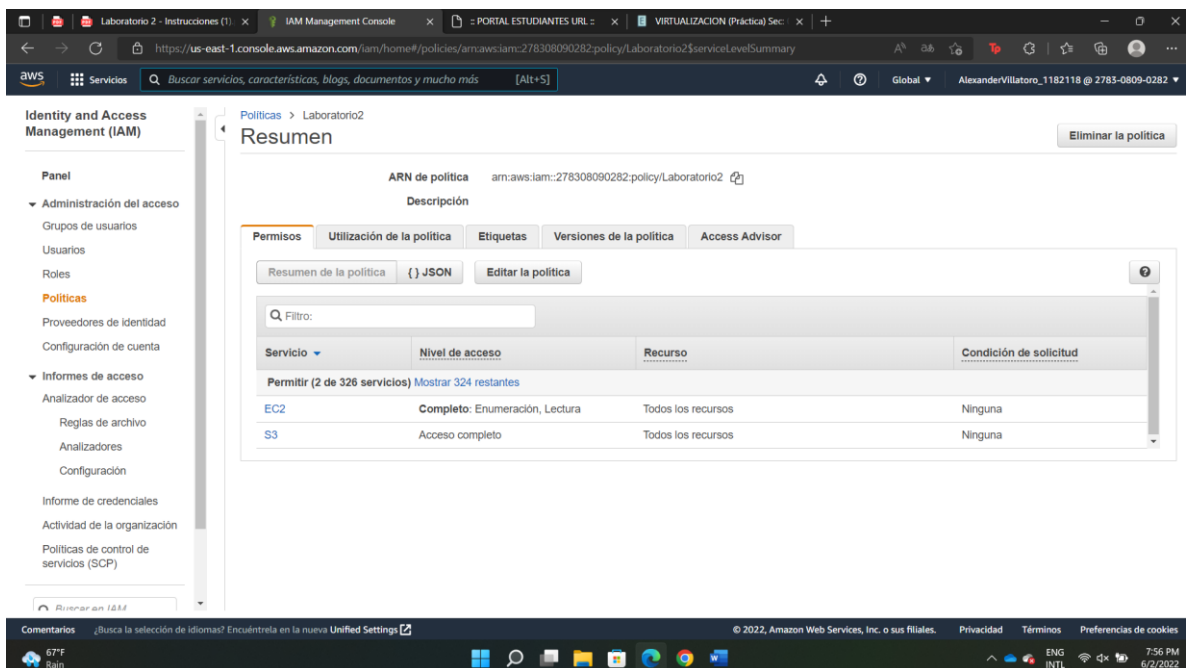 Laboratorio 2 - Instrucciones (1).
IAM Management Console
:: PORTAL ESTUDIANTES URL ::
VIRTUALIZACION (Práctica) Sec:
https://us-east-1.console.aws.amazon.com/iam/home#/policies/arn:aws:iam::278308090282:policy/Laboratorio2$serviceLevelSummary
aws
Servicios
Buscar servicios, características, blogs, documentos y mucho más
[Alt+S]
Global
AlexanderVillatoro_1182118 @ 2783-0809-0282
Identity and Access
Management (IAM)
Panel
Administración del acceso
Grupos de usuarios
Usuarios
Roles
Políticas
Proveedores de identidad
Configuración de cuenta
Informes de acceso
Analizador de acceso
Reglas de archivo
Analizadores
Configuración
Informe de credenciales
Actividad de la organización
Políticas de control de
servicios (SCP)
Buscar en IAM
Políticas > Laboratorio2
Resumen
Eliminar la política
ARN de política arn:aws:iam::278308090282:policy/Laboratorio2
Descripción
Permisos Utilización de la política Etiquetas Versiones de la política Access Advisor
Resumen de la política { } JSON Editar la política
Filtro:
Servicio Nivel de acceso Recurso Condición de solicitud
Permitir (2 de 326 servicios) Mostrar 324 restantes
EC2 Completo: Enumeración, Lectura Todos los recursos Ninguna
S3 Acceso completo Todos los recursos Ninguna
Comentarios ¿Busca la selección de idiomas? Encuéntrela en la nueva Unified Settings
© 2022, Amazon Web Services, Inc. o sus filiales. Privacidad Términos Preferencias de cookies
67°F
Rain
ENG
INTL
7:56 PM
6/2/2022